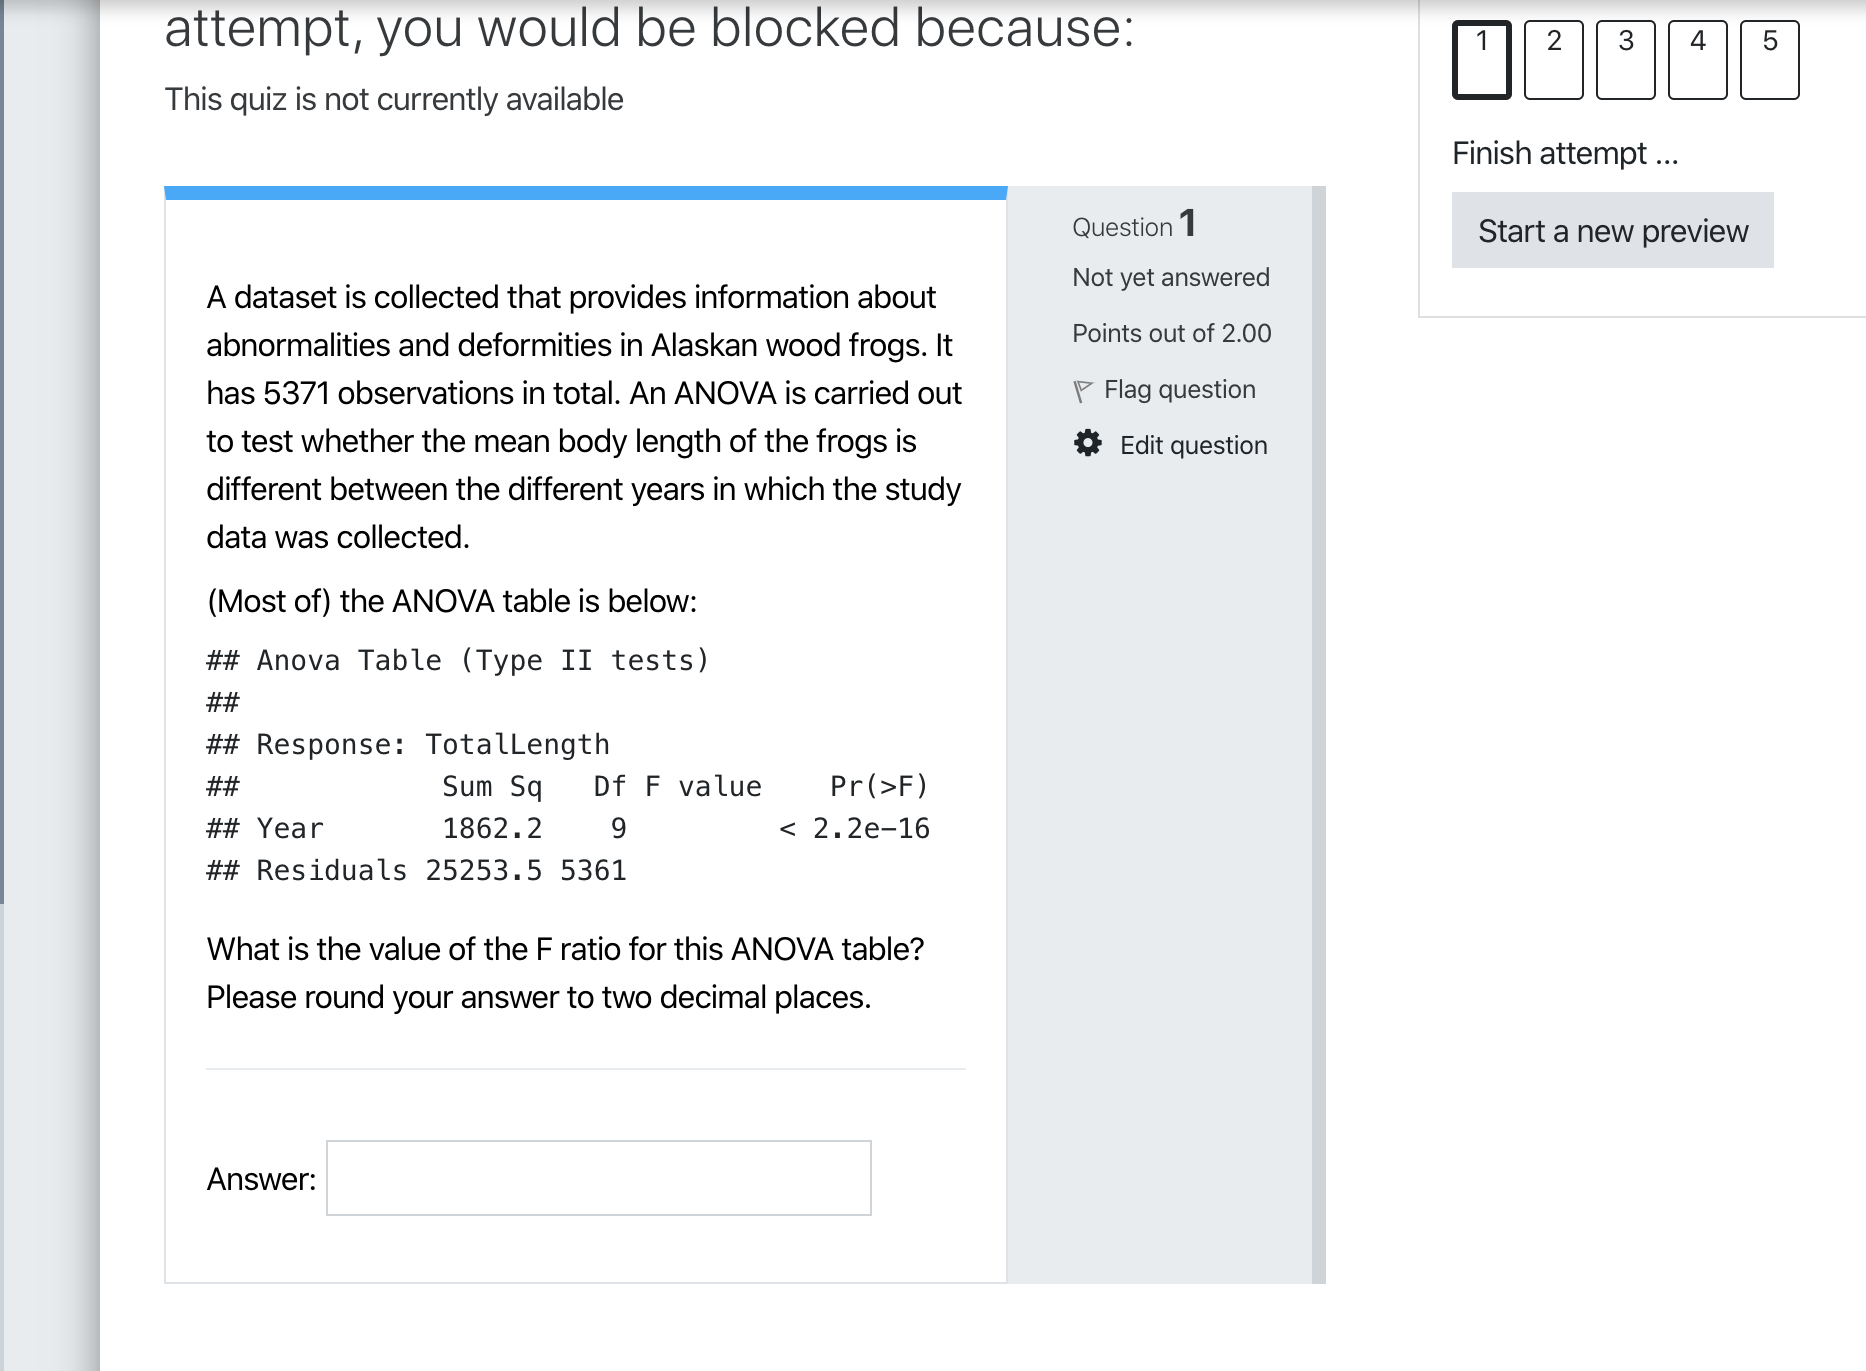 attempt, you would be blocked because:
This quiz is not currently available
A dataset is collected that provides information about
abnormalities and deformities in Alaskan wood frogs. It
has 5371 observations in total. An ANOVA is carried out
to test whether the mean body length of the frogs is
different between the different years in which the study
data was collected.
(Most of) the ANOVA table is below:
## Anova Table (Type II tests)
##
## Response: TotalLength
##            Sum Sq   Df F value    Pr(>F)
## Year       1862.2    9         < 2.2e-16
## Residuals 25253.5 5361
What is the value of the F ratio for this ANOVA table?
Please round your answer to two decimal places.
Answer:
Question 1
Not yet answered
Points out of 2.00
Flag question
Edit question
1 2 3 4 5
Finish attempt ...
Start a new preview